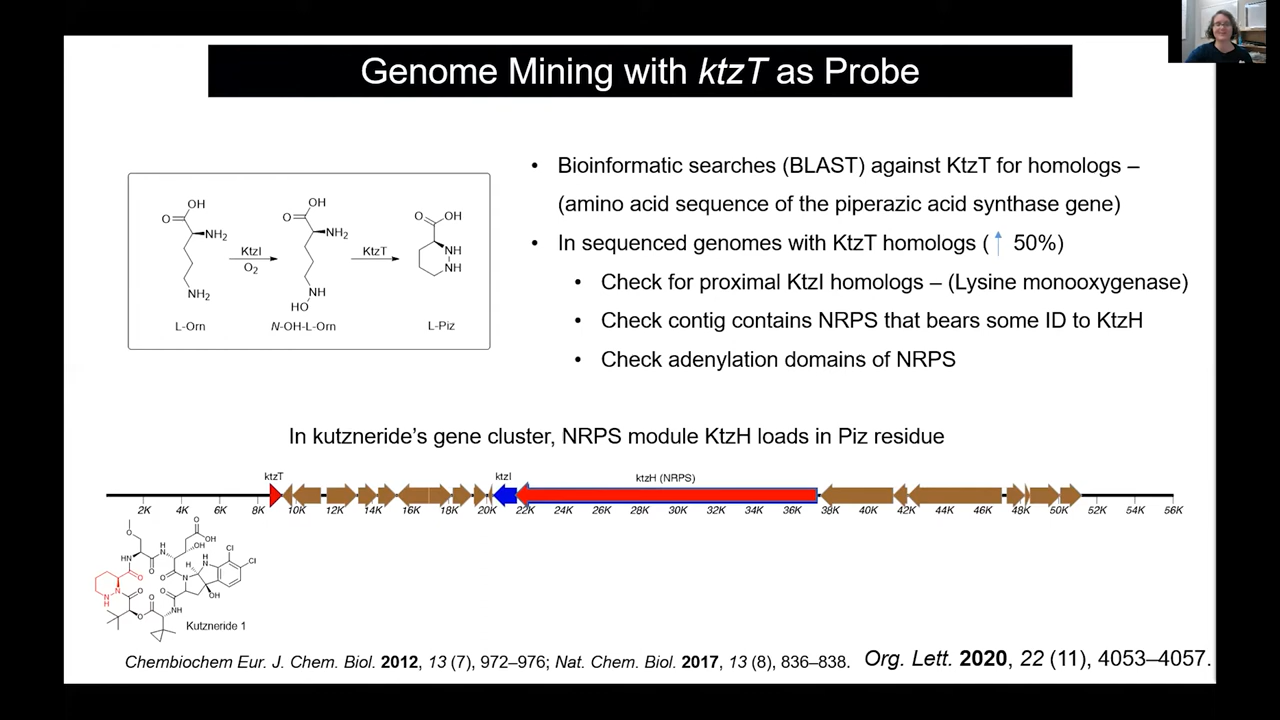 Genome Mining with ktzT as Probe
• Bioinformatic searches (BLAST) against KtzT for homologs –
(amino acid sequence of the piperazic acid synthase gene)
• In sequenced genomes with KtzT homologs (↑ 50%)
• Check for proximal KtzI homologs – (Lysine monooxygenase)
• Check contig contains NRPS that bears some ID to KtzH
• Check adenylation domains of NRPS
O OH NH₂ NH₂
L-Orn
KtzI
O₂
O OH NH₂ NH HO
N-OH-L-Orn
KtzT
O OH NH NH
L-Piz
In kutzneride's gene cluster, NRPS module KtzH loads in Piz residue
ktzT ktzI ktzH (NRPS)
2K 4K 6K 8K 10K 12K 14K 16K 18K 20K 22K 24K 26K 28K 30K 32K 34K 36K 38K 40K 42K 44K 46K 48K 50K 52K 54K 56K
Kutzneride 1
Chembiochem Eur. J. Chem. Biol. 2012, 13 (7), 972–976; Nat. Chem. Biol. 2017, 13 (8), 836–838.
Org. Lett. 2020, 22 (11), 4053–4057.